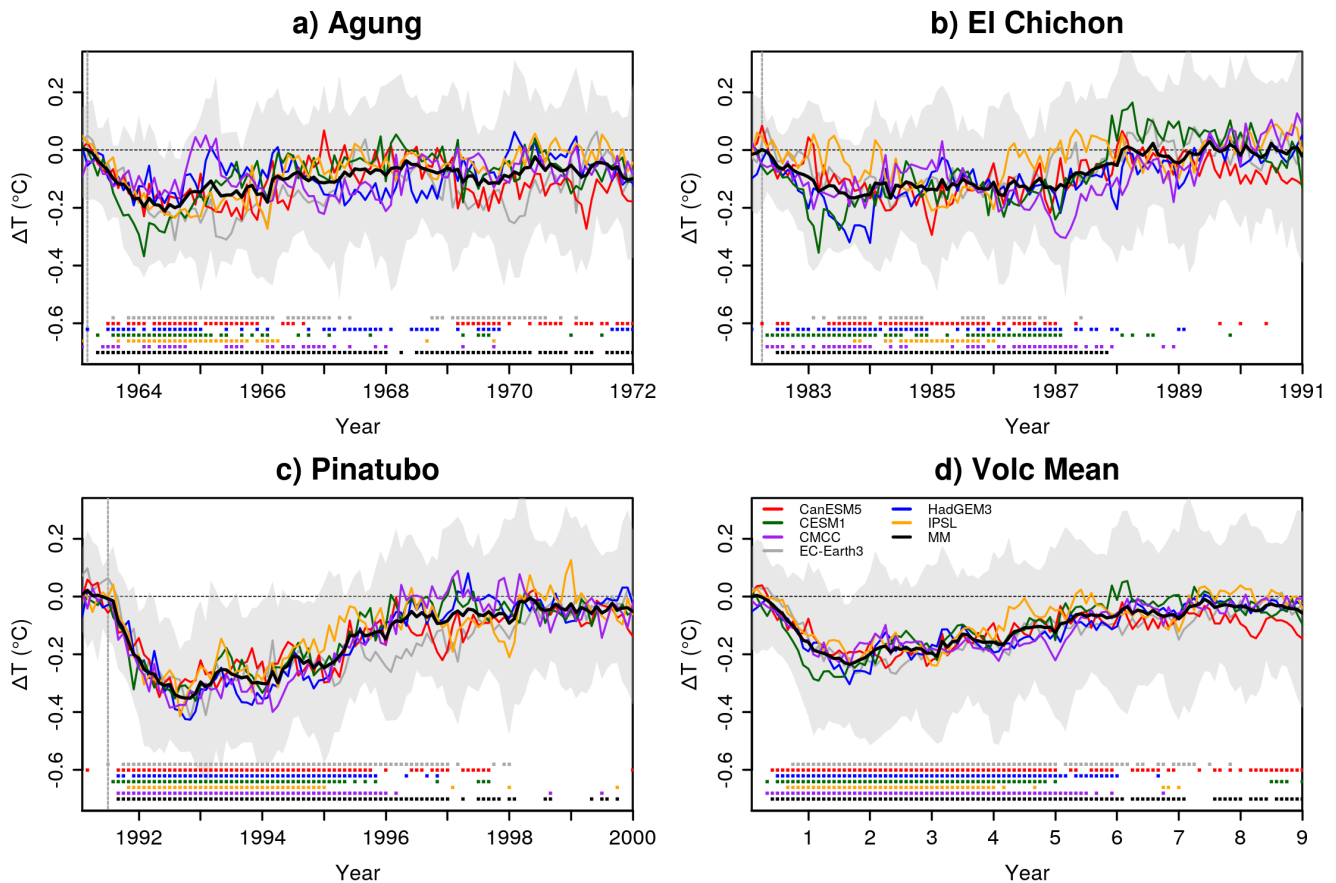 a) Agung
0.2
0.0
-0.2
-0.4
-0.6
ΔT (°C)
1964 1966 1968 1970 1972
Year
b) El Chichon
0.2
0.0
-0.2
-0.4
-0.6
ΔT (°C)
1983 1985 1987 1989 1991
Year
c) Pinatubo
0.2
0.0
-0.2
-0.4
-0.6
ΔT (°C)
1992 1994 1996 1998 2000
Year
d) Volc Mean
CanESM5 HadGEM3
CESM1 IPSL
CMCC MM
EC-Earth3
0.2
0.0
-0.2
-0.4
-0.6
ΔT (°C)
1 2 3 4 5 6 7 8 9
Year